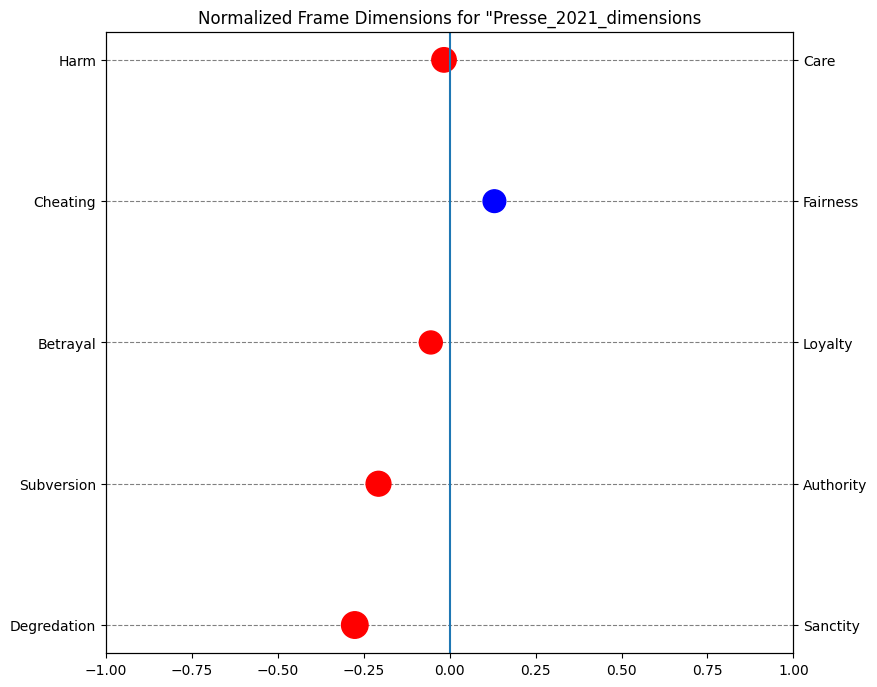 Normalized Frame Dimensions for "Presse_2021_dimensions
Harm Care
Cheating Fairness
Betrayal Loyalty
Subversion Authority
Degredation Sanctity
−1.00 −0.75 −0.50 −0.25 0.00 0.25 0.50 0.75 1.00